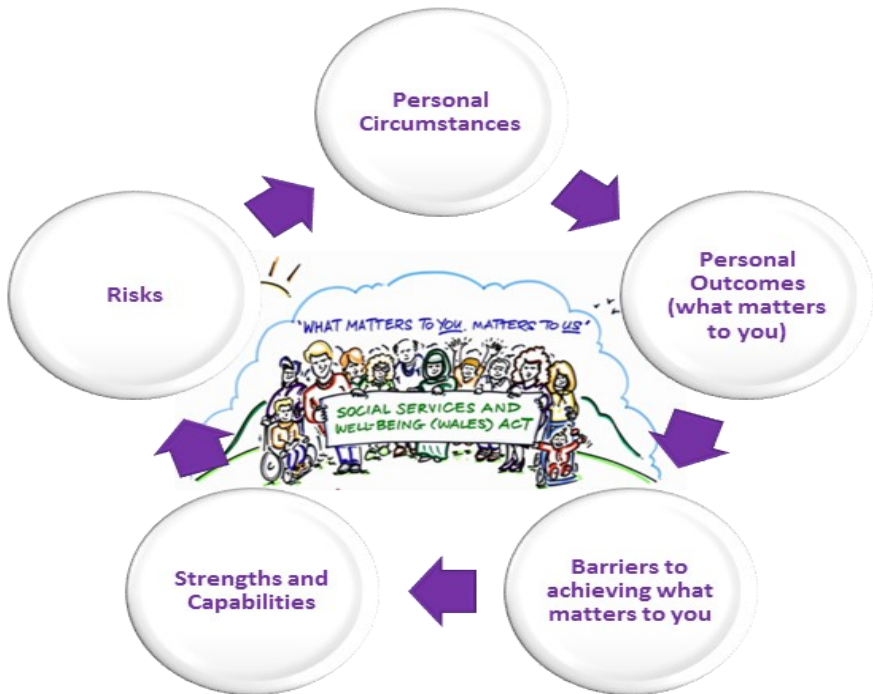 Personal
Circumstances
Personal
Outcomes
(what matters
to you)
Barriers to
achieving what
matters to you
Strengths and
Capabilities
Risks
"WHAT MATTERS TO YOU, MATTERS TO US"
SOCIAL SERVICES AND
WELL-BEING (WALES) ACT